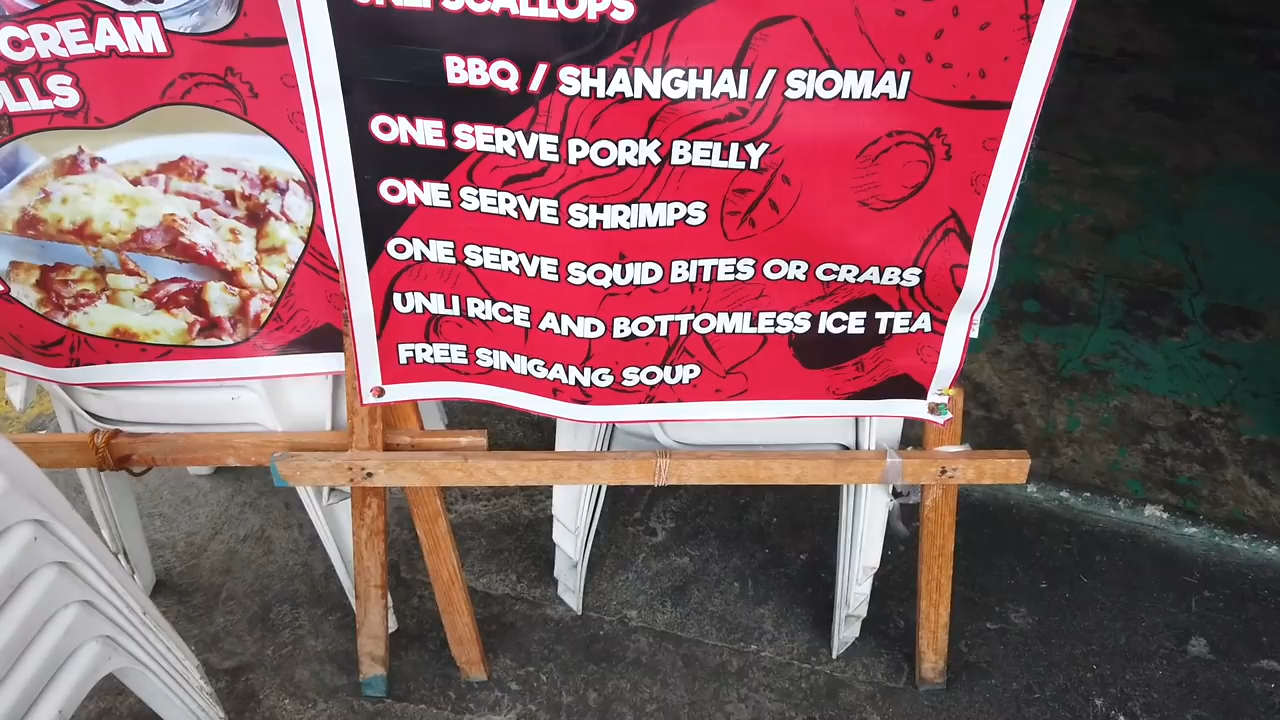 CREAM
SCALLOPS
BBQ / SHANGHAI / SIOMAI
ONE SERVE PORK BELLY
ONE SERVE SHRIMPS
ONE SERVE SQUID BITES OR CRABS
UNLI RICE AND BOTTOMLESS ICE TEA
FREE SINIGANG SOUP